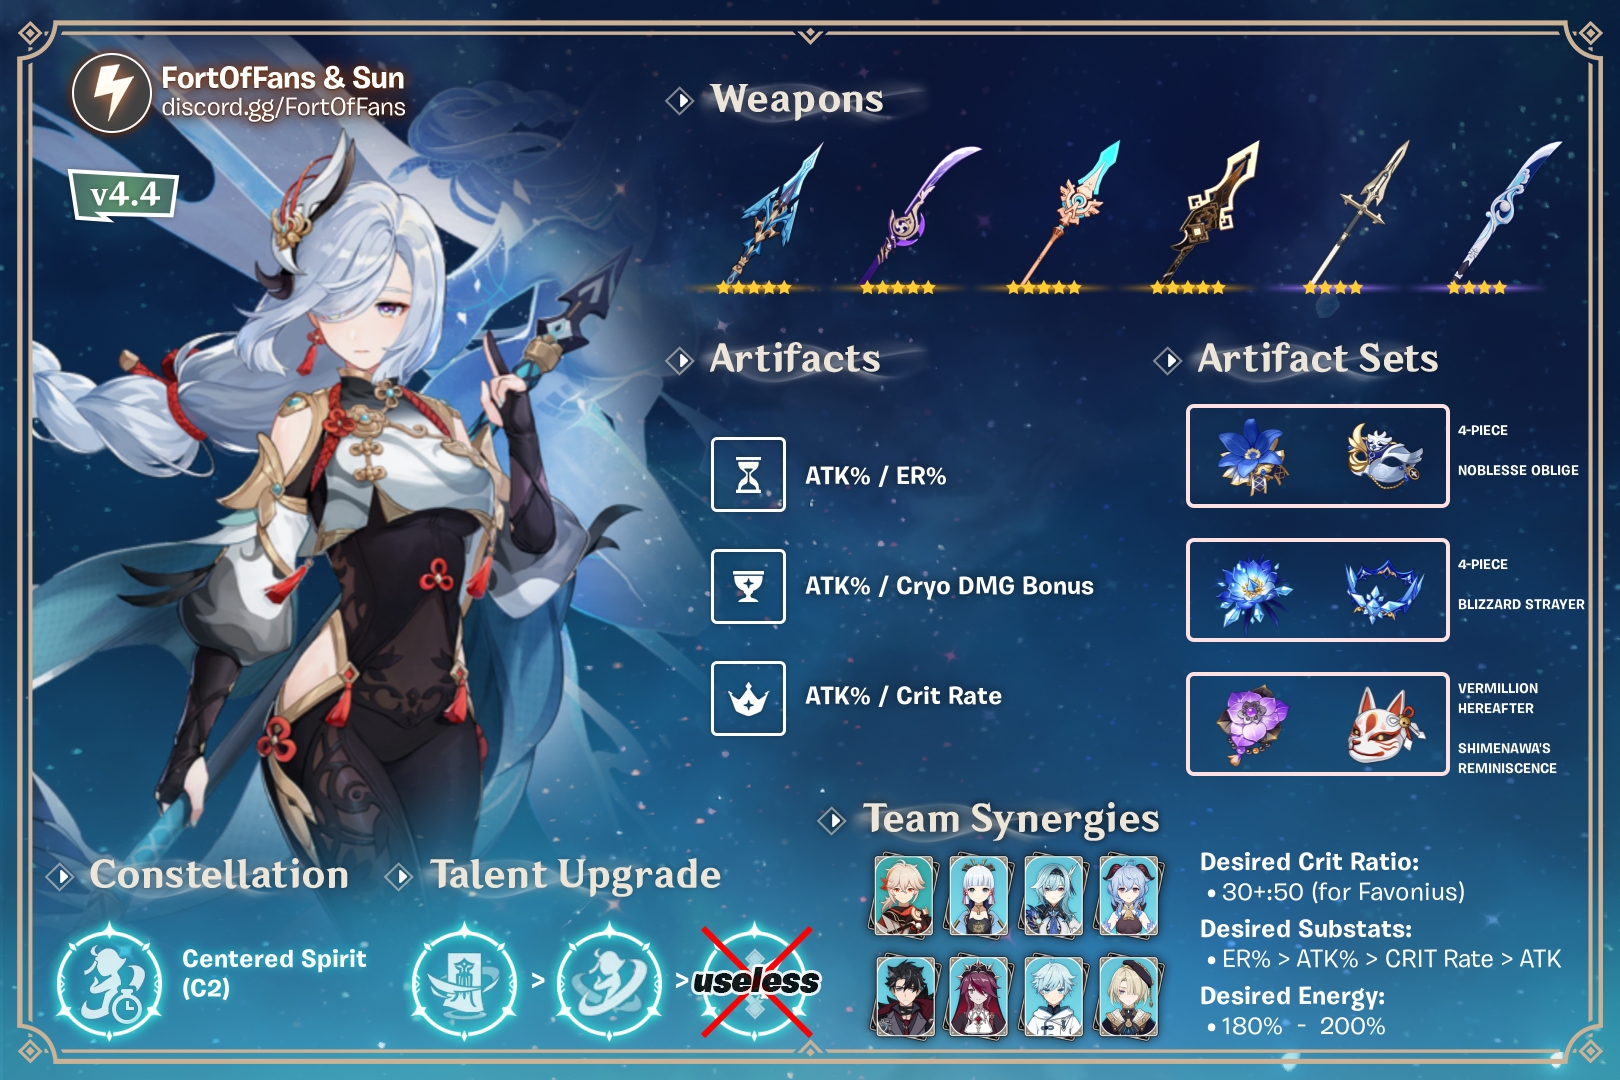 FortOfFans & Sun
discord.gg/FortOfFans
v4.4
Weapons
Artifacts
ATK% / ER%
ATK% / Cryo DMG Bonus
ATK% / Crit Rate
Artifact Sets
4-PIECE
NOBLESSE OBLIGE
4-PIECE
BLIZZARD STRAYER
VERMILLION
HEREAFTER
SHIMENAWA'S
REMINISCENCE
Constellation
Centered Spirit
(C2)
Talent Upgrade
> > useless
Team Synergies
Desired Crit Ratio:
• 30+:50 (for Favonius)
Desired Substats:
• ER% > ATK% > CRIT Rate > ATK
Desired Energy:
• 180% - 200%